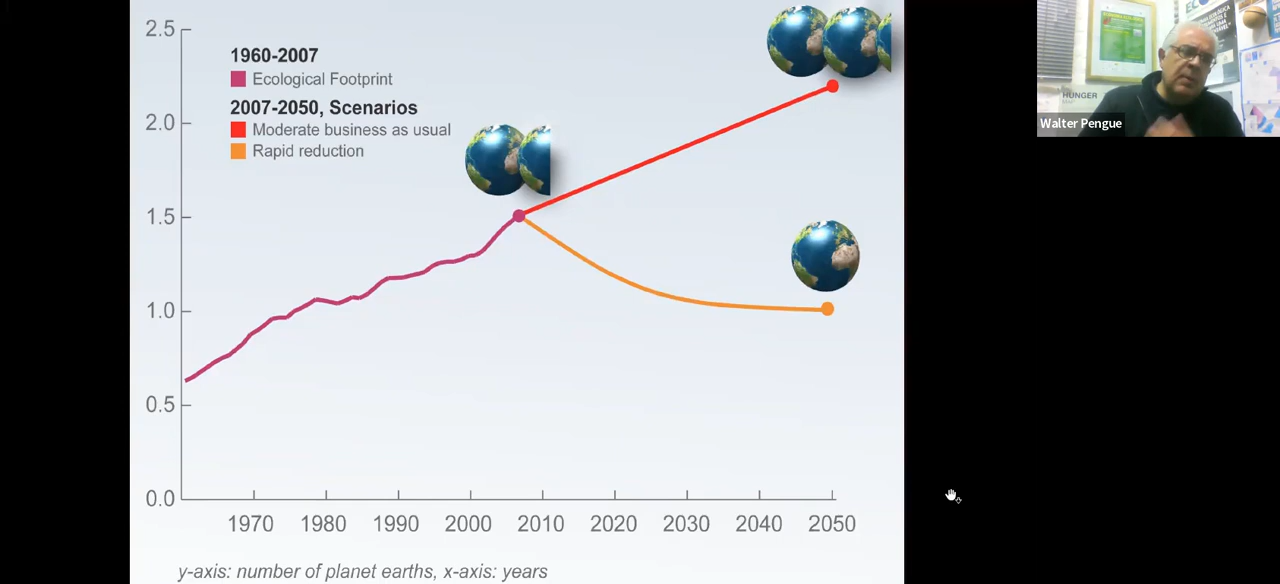 2.5
2.0
1.5
1.0
0.5
0.0
1960-2007
Ecological Footprint
2007-2050, Scenarios
Moderate business as usual
Rapid reduction
1970 1980 1990 2000 2010 2020 2030 2040 2050
y-axis: number of planet earths, x-axis: years
HUNGER
MAP
Walter Pengue